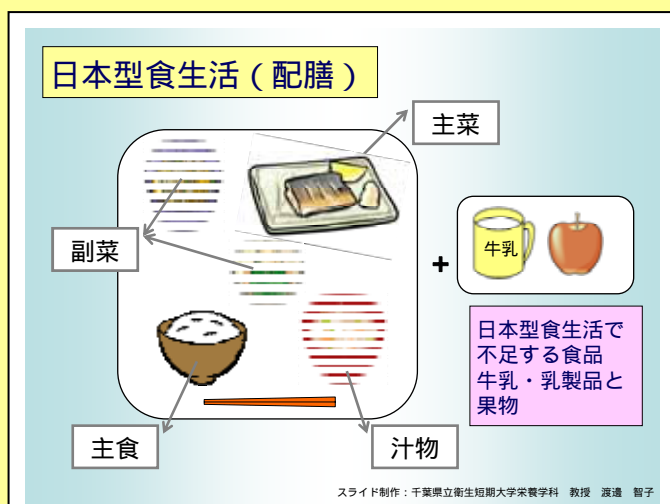 日本型食生活（配膳）
主菜
副菜
牛乳
+
日本型食生活で
不足する食品
牛乳・乳製品と
果物
主食
汁物
スライド制作：千葉県立衛生短期大学栄養学科　教授　渡邉　智子